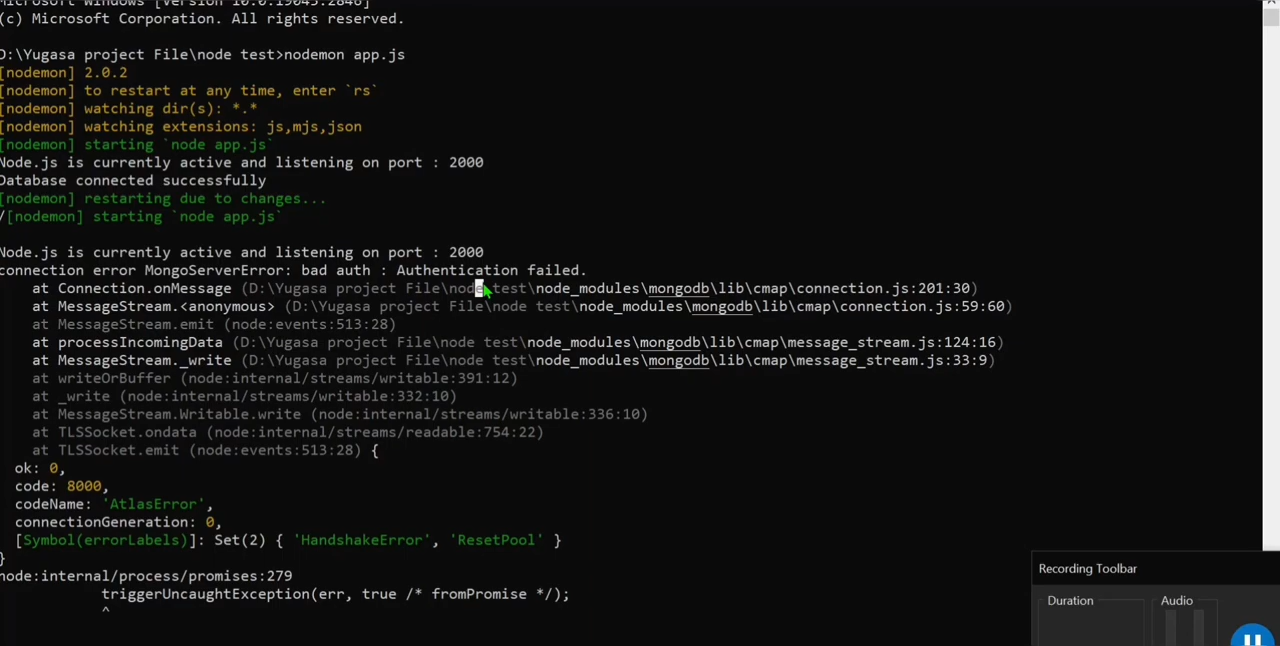 Microsoft Windows [Version 10.0.19045.2846]
(c) Microsoft Corporation. All rights reserved.
D:\Yugasa project File\node test>nodemon app.js
[nodemon] 2.0.2
[nodemon] to restart at any time, enter `rs`
[nodemon] watching dir(s): *.*
[nodemon] watching extensions: js,mjs,json
[nodemon] starting `node app.js`
Node.js is currently active and listening on port : 2000
Database connected successfully
[nodemon] restarting due to changes...
/[nodemon] starting `node app.js`
Node.js is currently active and listening on port : 2000
connection error MongoServerError: bad auth : Authentication failed.
at Connection.onMessage (D:\Yugasa project File\node test\node_modules\mongodb\lib\cmap\connection.js:201:30)
at MessageStream.<anonymous> (D:\Yugasa project File\node test\node_modules\mongodb\lib\cmap\connection.js:59:60)
at MessageStream.emit (node:events:513:28)
at processIncomingData (D:\Yugasa project File\node test\node_modules\mongodb\lib\cmap\message_stream.js:124:16)
at MessageStream._write (D:\Yugasa project File\node test\node_modules\mongodb\lib\cmap\message_stream.js:33:9)
at writeOrBuffer (node:internal/streams/writable:391:12)
at _write (node:internal/streams/writable:332:10)
at MessageStream.Writable.write (node:internal/streams/writable:336:10)
at TLSSocket.ondata (node:internal/streams/readable:754:22)
at TLSSocket.emit (node:events:513:28) {
ok: 0,
code: 8000,
codeName: 'AtlasError',
connectionGeneration: 0,
[Symbol(errorLabels)]: Set(2) { 'HandshakeError', 'ResetPool' }
}
node:internal/process/promises:279
triggerUncaughtException(err, true /* fromPromise */);
^
Recording Toolbar
Duration
Audio